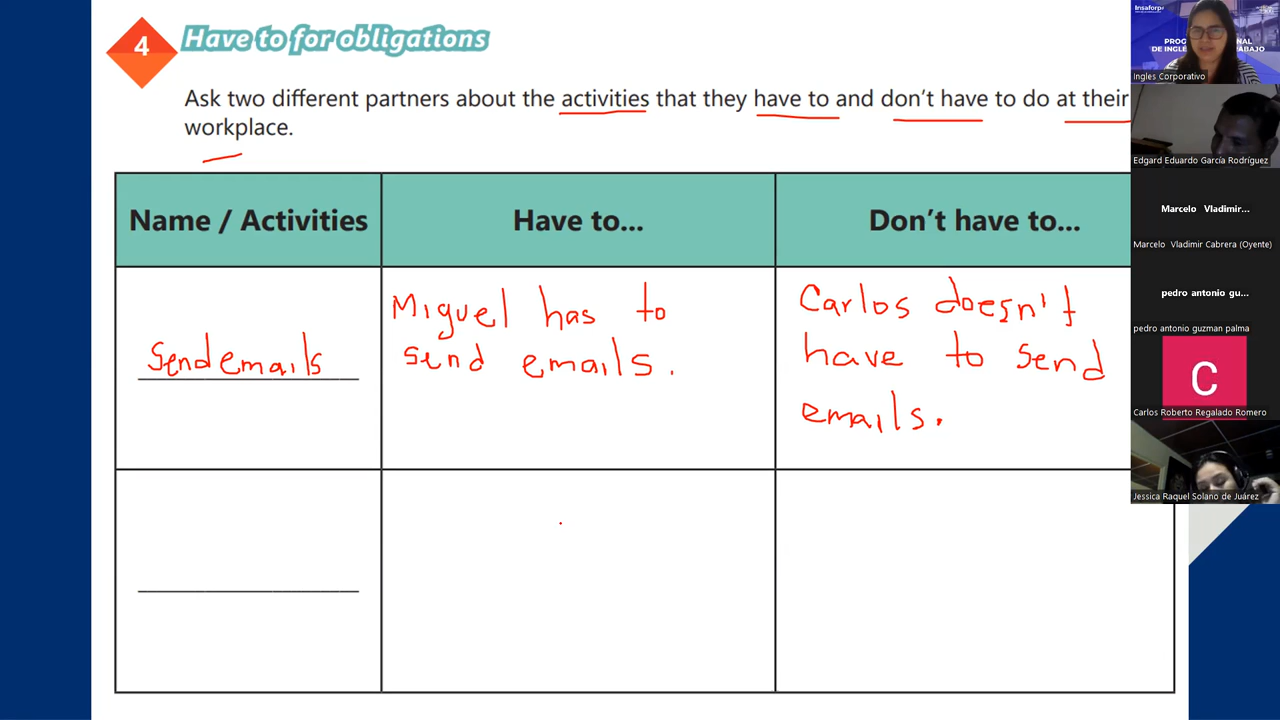 4
Have to for obligations
Ask two different partners about the activities that they have to and don't have to do at their
workplace.
Name / Activities
Have to...
Don't have to...
Send emails
Miguel has to
send emails.
Carlos doesn't
have to send
emails.
Insaforp
Ingles Corporativo
Edgard Eduardo García Rodríguez
Marcelo Vladimir...
Marcelo Vladimir Cabrera (Oyente)
pedro antonio gu...
pedro antonio guzman palma
C
Carlos Roberto Regalado Romero
Jessica Raquel Solano de Juárez